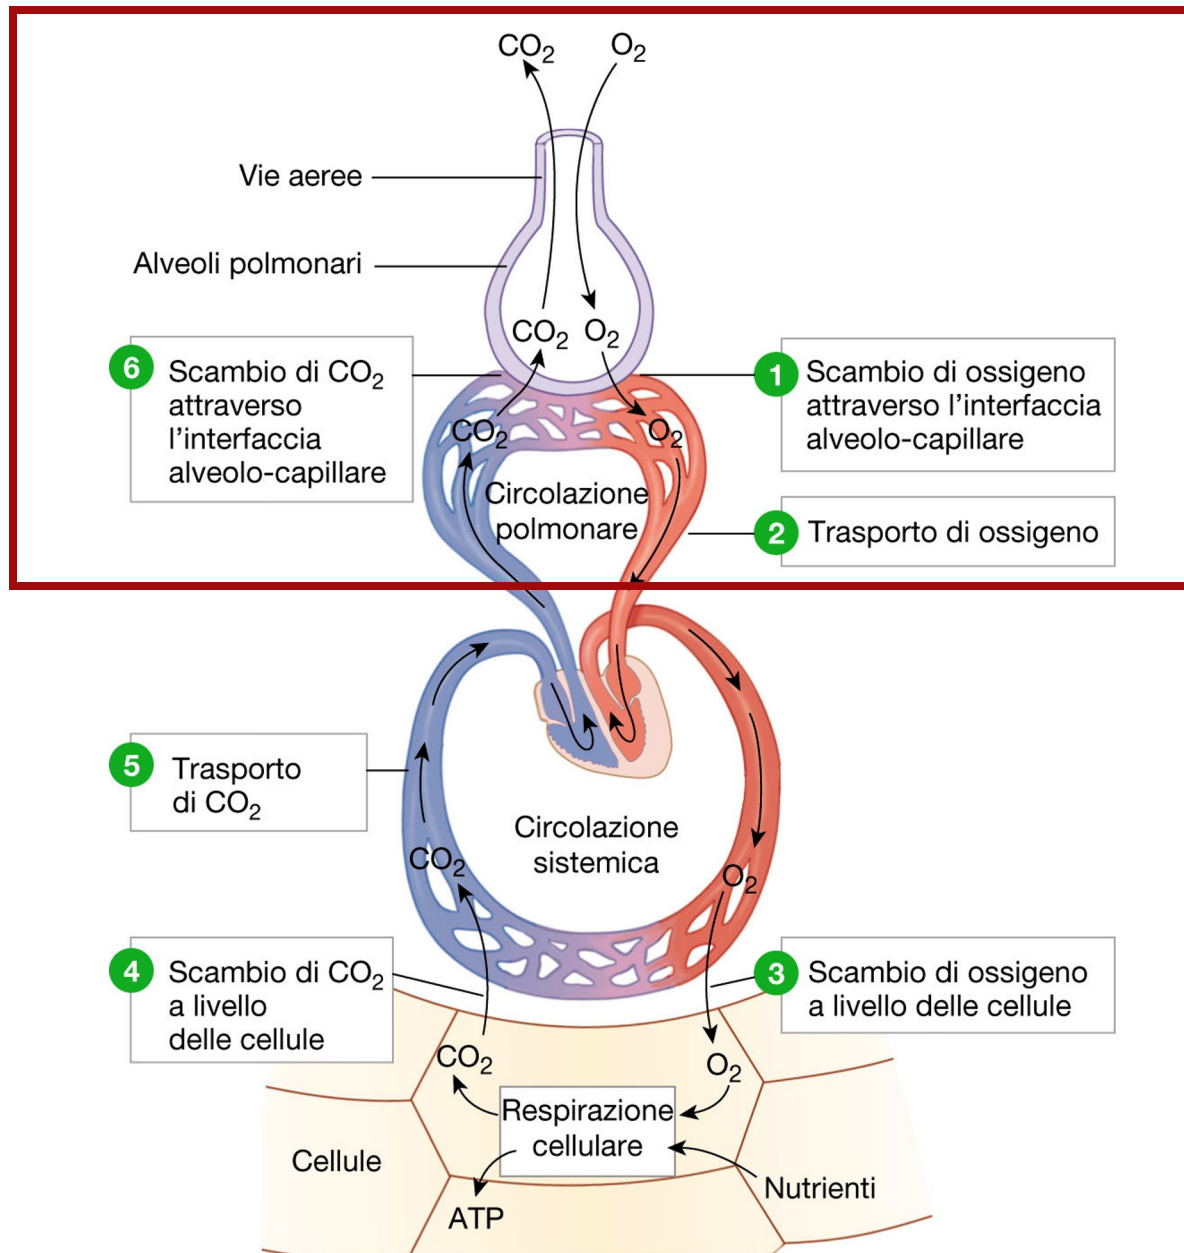 CO₂
O₂
Vie aeree
Alveoli polmonari
CO₂
O₂
6
Scambio di CO₂
attraverso
l'interfaccia
alveolo-capillare
1
Scambio di ossigeno
attraverso l'interfaccia
alveolo-capillare
CO₂
O₂
Circolazione
polmonare
2
Trasporto di ossigeno
5
Trasporto
di CO₂
Circolazione
sistemica
CO₂
O₂
4
Scambio di CO₂
a livello
delle cellule
3
Scambio di ossigeno
a livello delle cellule
CO₂
O₂
Respirazione
cellulare
Cellule
Nutrienti
ATP